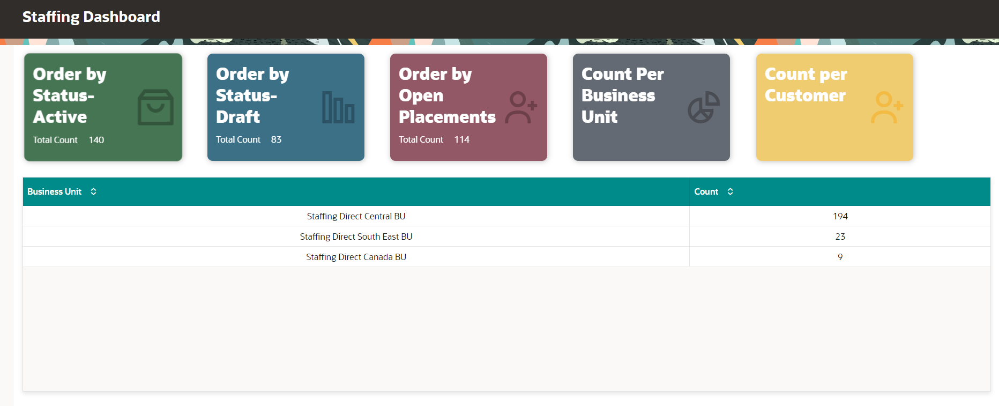 Staffing Dashboard
Order by
Status-
Active
Total Count 140
Order by
Status-
Draft
Total Count 83
Order by
Open
Placements
Total Count 114
Count Per
Business
Unit
Count per
Customer
Business Unit Count
Staffing Direct Central BU 194
Staffing Direct South East BU 23
Staffing Direct Canada BU 9